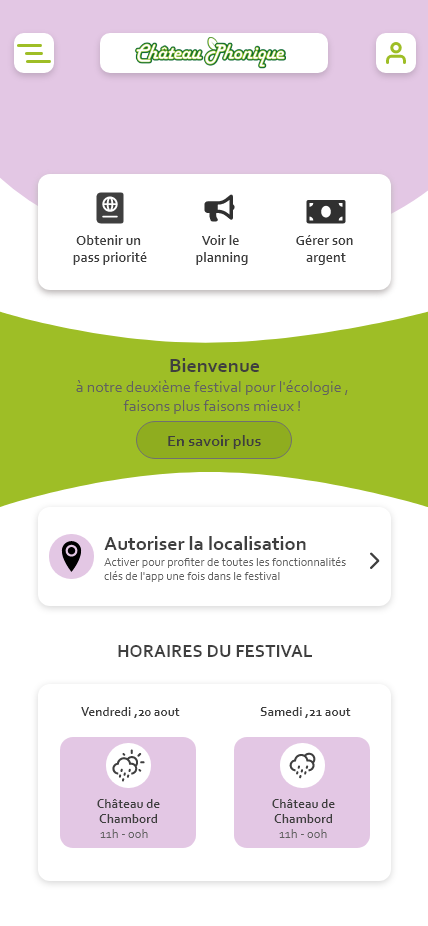 Château Phonique
Obtenir un
pass priorité
Voir le
planning
Gérer son
argent
Bienvenue
à notre deuxième festival pour l'écologie ,
faisons plus faisons mieux !
En savoir plus
Autoriser la localisation
Activer pour profiter de toutes les fonctionnalités
clés de l'app une fois dans le festival
HORAIRES DU FESTIVAL
Vendredi ,20 aout
Château de
Chambord
11h - 00h
Samedi ,21 aout
Château de
Chambord
11h - 00h